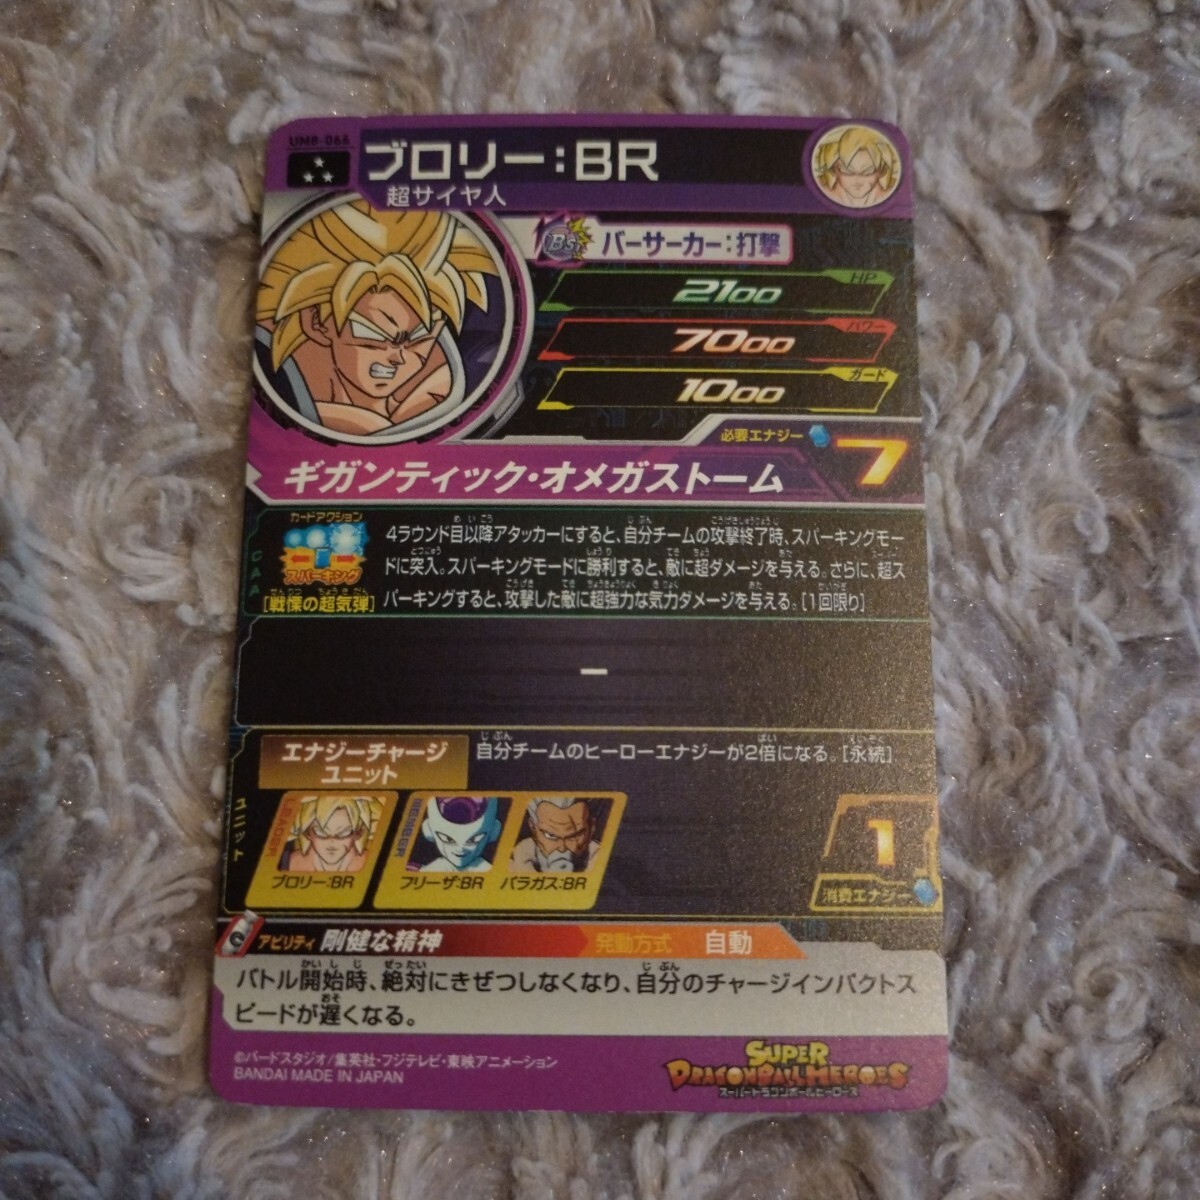 UM8-066
ブロリー：BR
超サイヤ人
Bs バーサーカー：打撃
HP
2100
パワー
7000
ガード
1000
必要エナジー 7
ギガンティック・オメガストーム
CAA
カードアクション
スパーキング
[戦慄の超気弾]
4ラウンド目以降アタッカーにすると、自分チームの攻撃終了時、スパーキングモー
ドに突入。スパーキングモードに勝利すると、敵に超ダメージを与える。さらに、超ス
パーキングすると、攻撃した敵に超強力な気力ダメージを与える。[1回限り]
ー
ユニット
エナジーチャージ
ユニット
自分チームのヒーローエナジーが2倍になる。[永続]
LEADER
ブロリー:BR
MEMBER
フリーザ:BR
パラガス:BR
1
消費エナジー
アビリティ 剛健な精神 発動方式 自動
バトル開始時、絶対にきぜつしなくなり、自分のチャージインパクトス
ピードが遅くなる。
©バードスタジオ/集英社・フジテレビ・東映アニメーション
BANDAI MADE IN JAPAN
SUPER
DRAGONBALL HEROES
スーパードラゴンボールヒーローズ